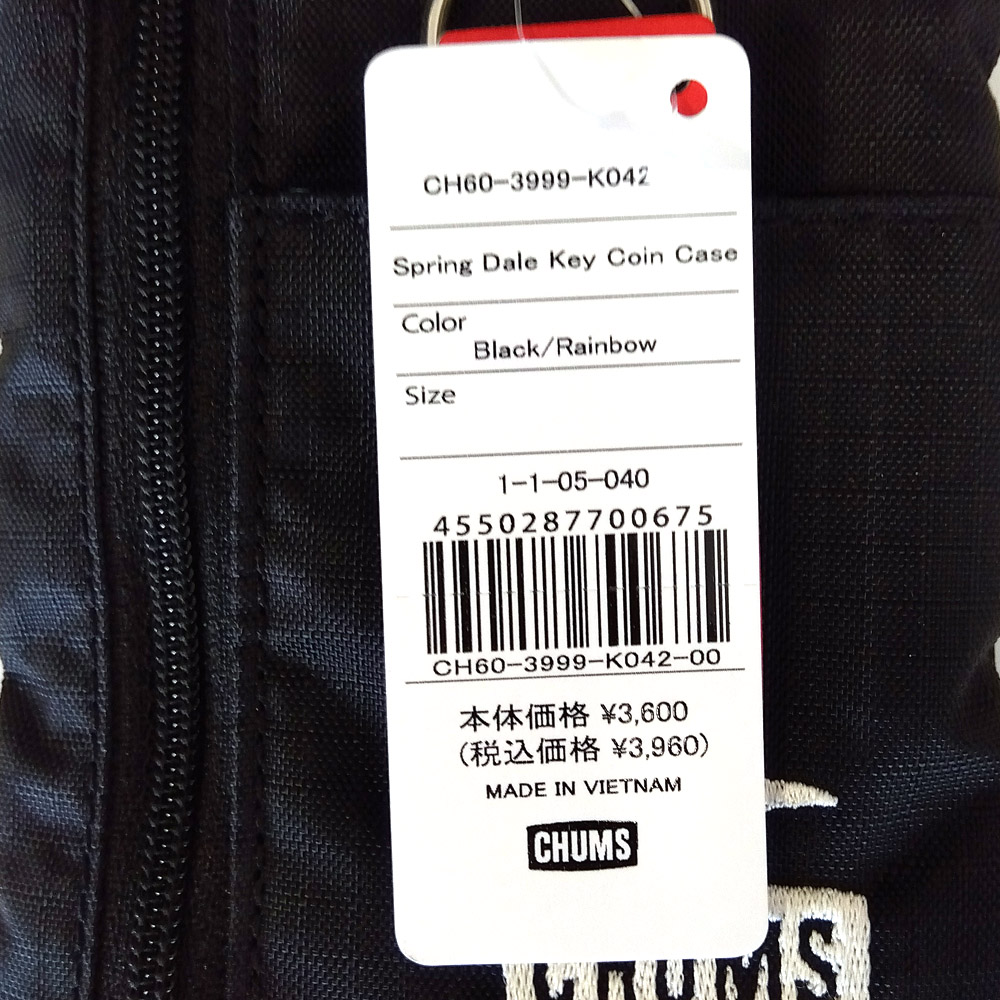 CH60-3999-K042
Spring Dale Key Coin Case
Color
Black/Rainbow
Size
1-1-05-040
4550287700675
CH60-3999-K042-00
本体価格 ¥3,600
(税込価格 ¥3,960)
MADE IN VIETNAM
CHUMS
CHUMS